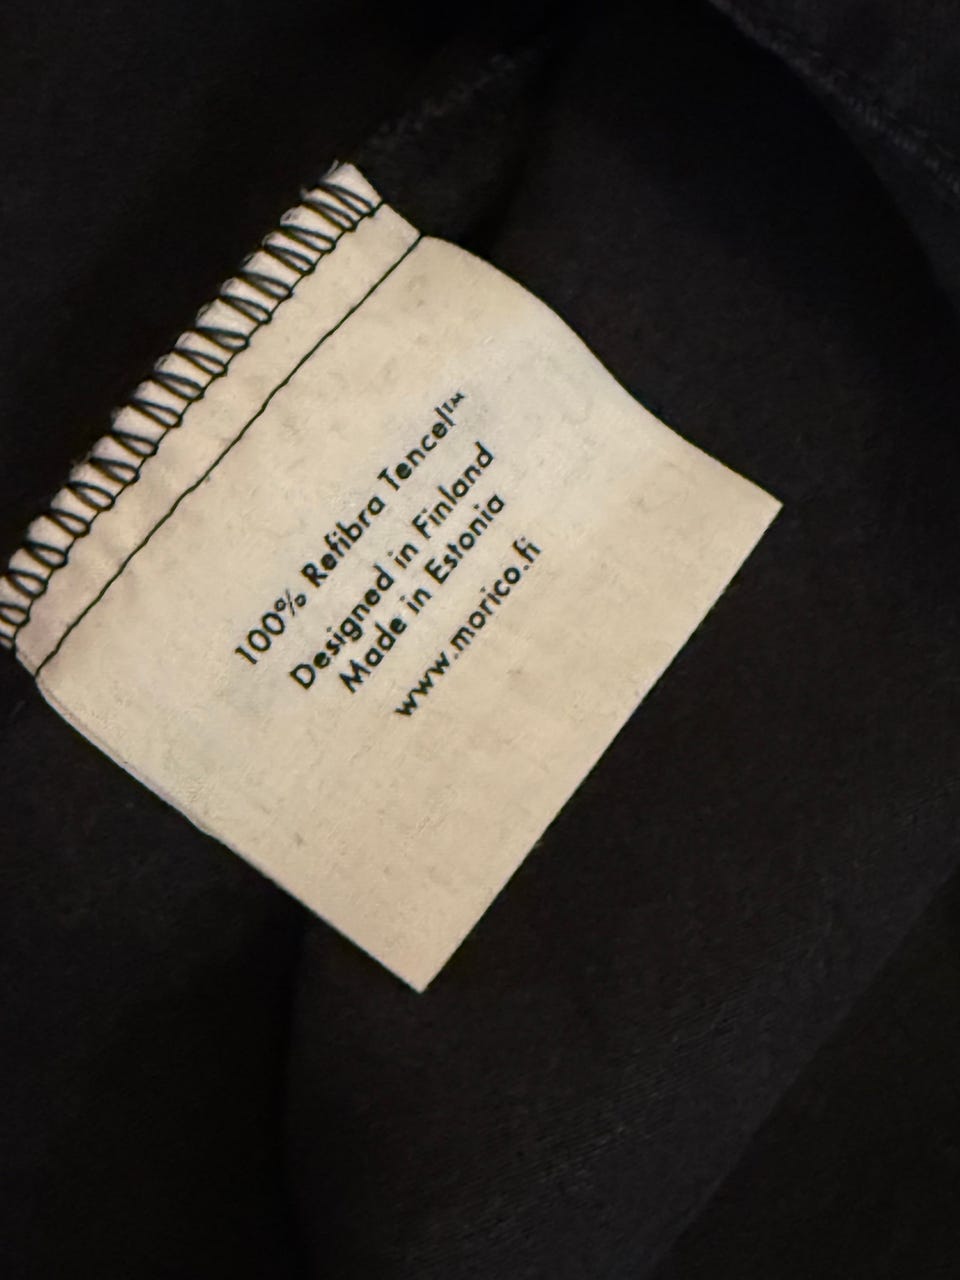 100% Refibra Tencel™
Designed in Finland
Made in Estonia
www.morico.fi